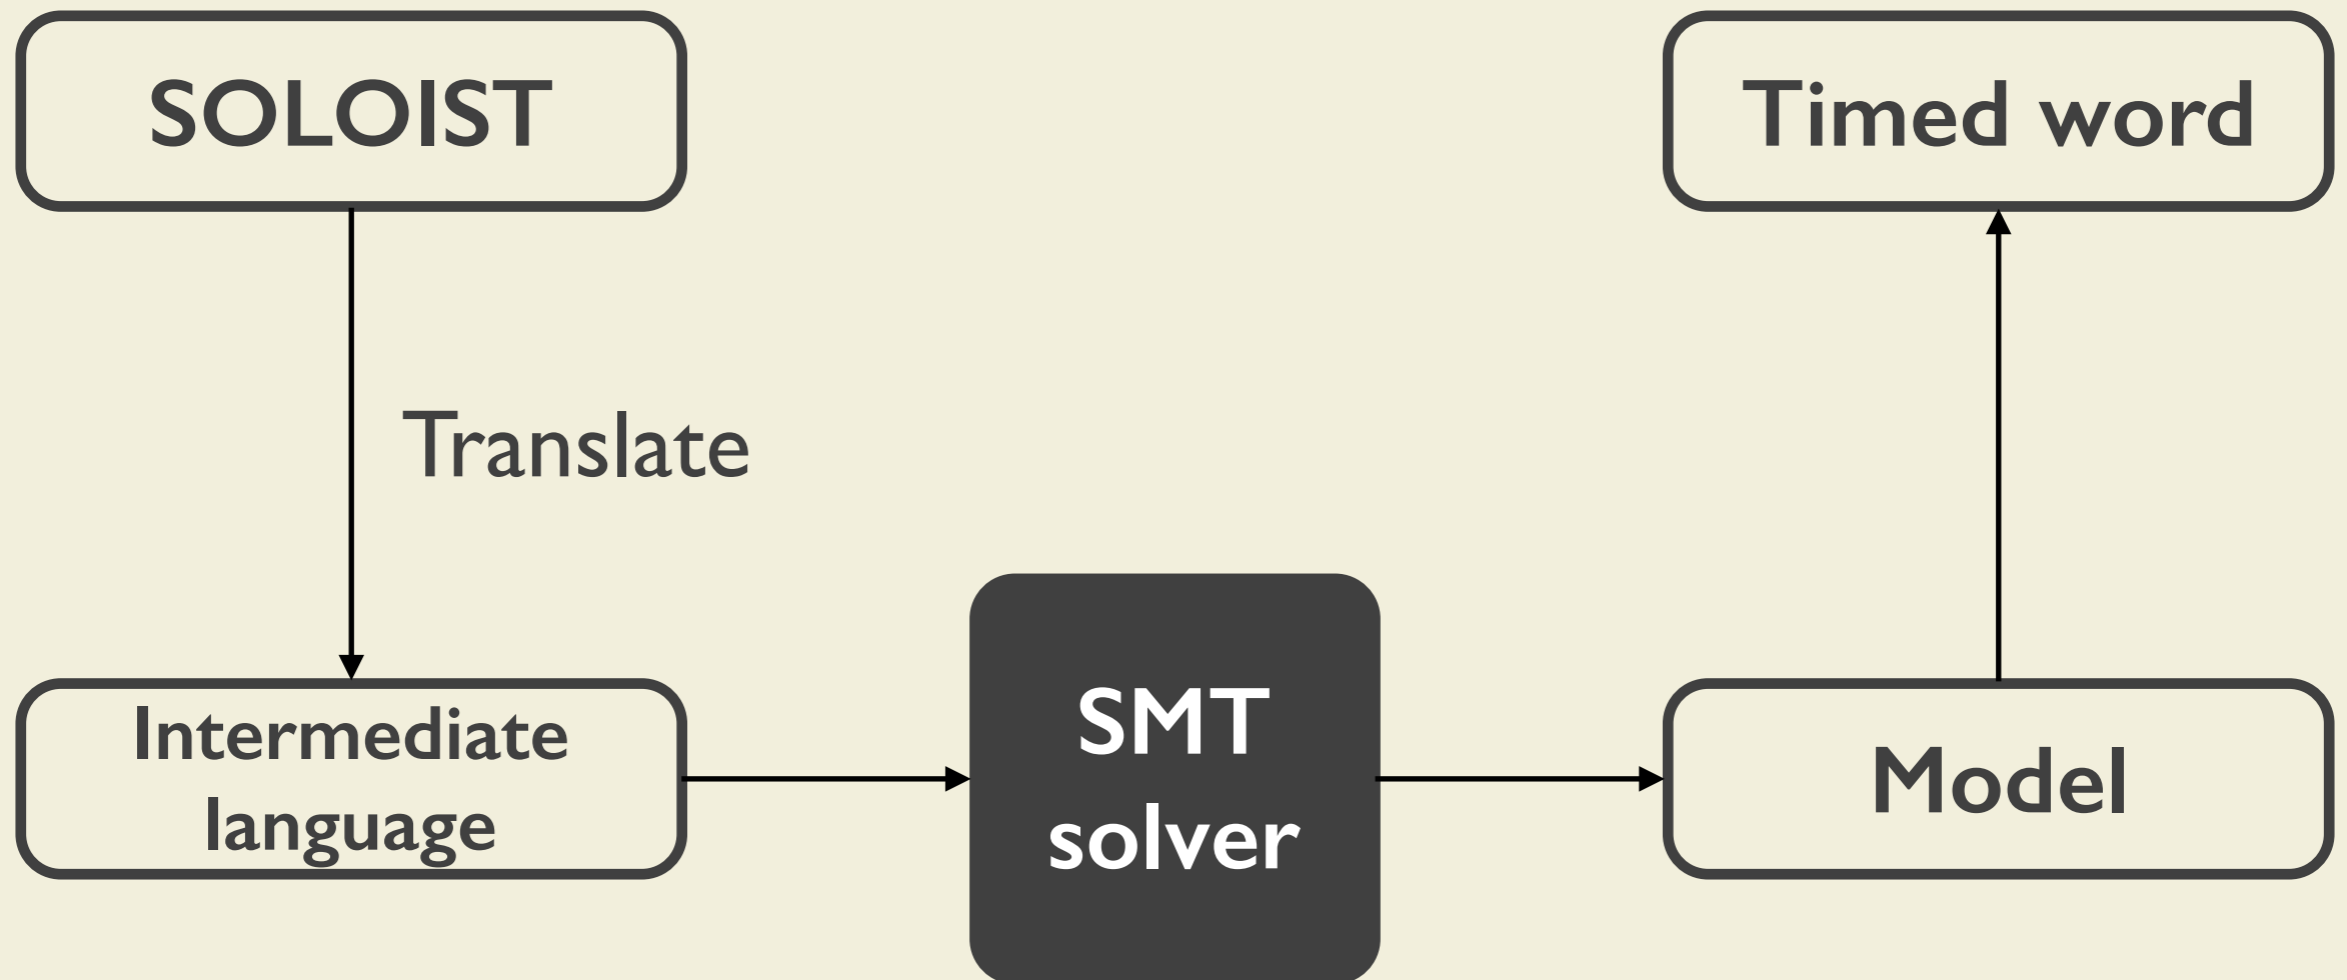 SOLOIST
Timed word
Translate
Intermediate
language
SMT
solver
Model